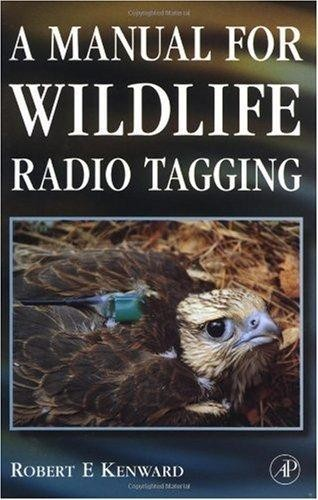 A MANUAL FOR
WILDLIFE
RADIO TAGGING
ROBERT E KENWARD
AP